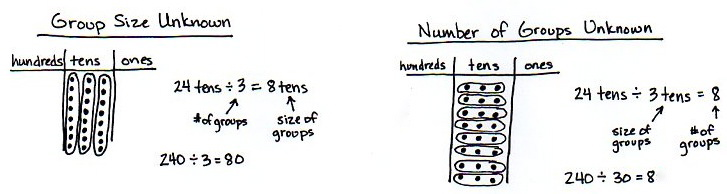 Group Size Unknown
hundreds tens ones
24 tens ÷ 3 = 8 tens
# of groups
size of
groups
240 ÷ 3 = 80
Number of Groups Unknown
hundreds tens ones
24 tens ÷ 3 tens = 8
size of
groups
# of
groups
240 ÷ 30 = 8